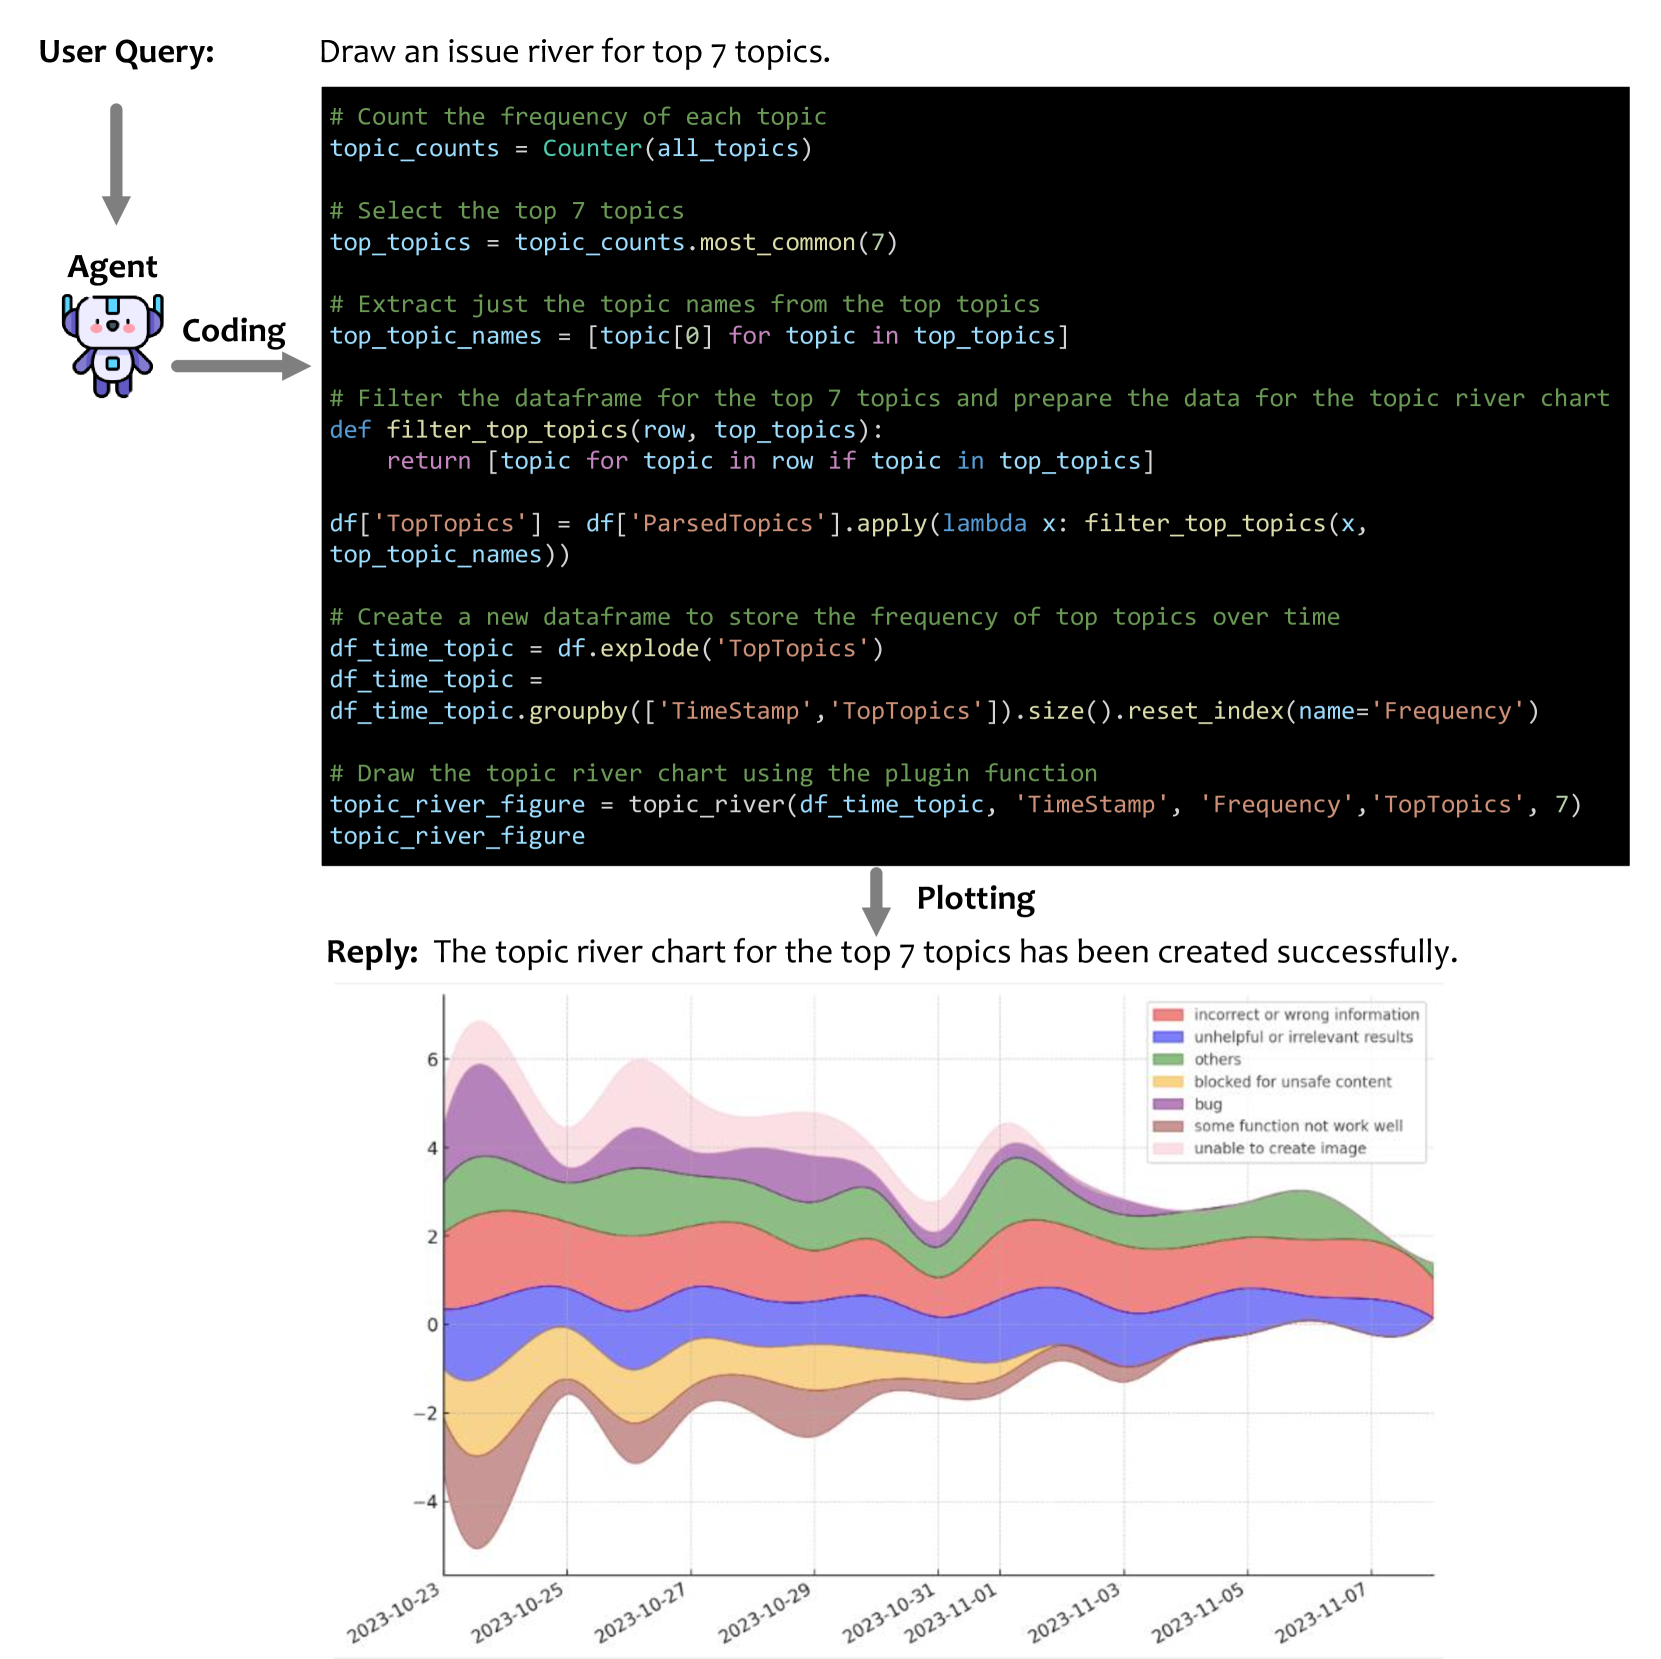 User Query:
Draw an issue river for top 7 topics.
Agent
Coding
# Count the frequency of each topic
topic_counts = Counter(all_topics)
# Select the top 7 topics
top_topics = topic_counts.most_common(7)
# Extract just the topic names from the top topics
top_topic_names = [topic[0] for topic in top_topics]
# Filter the dataframe for the top 7 topics and prepare the data for the topic river chart
def filter_top_topics(row, top_topics):
    return [topic for topic in row if topic in top_topics]
df['TopTopics'] = df['ParsedTopics'].apply(lambda x: filter_top_topics(x,
top_topic_names))
# Create a new dataframe to store the frequency of top topics over time
df_time_topic = df.explode('TopTopics')
df_time_topic =
df_time_topic.groupby(['TimeStamp','TopTopics']).size().reset_index(name='Frequency')
# Draw the topic river chart using the plugin function
topic_river_figure = topic_river(df_time_topic, 'TimeStamp', 'Frequency','TopTopics', 7)
topic_river_figure
Plotting
Reply: The topic river chart for the top 7 topics has been created successfully.
incorrect or wrong information
unhelpful or irrelevant results
others
blocked for unsafe content
bug
some function not work well
unable to create image
6
4
2
0
−2
−4
2023-10-23
2023-10-25
2023-10-27
2023-10-29
2023-10-31
2023-11-01
2023-11-03
2023-11-05
2023-11-07